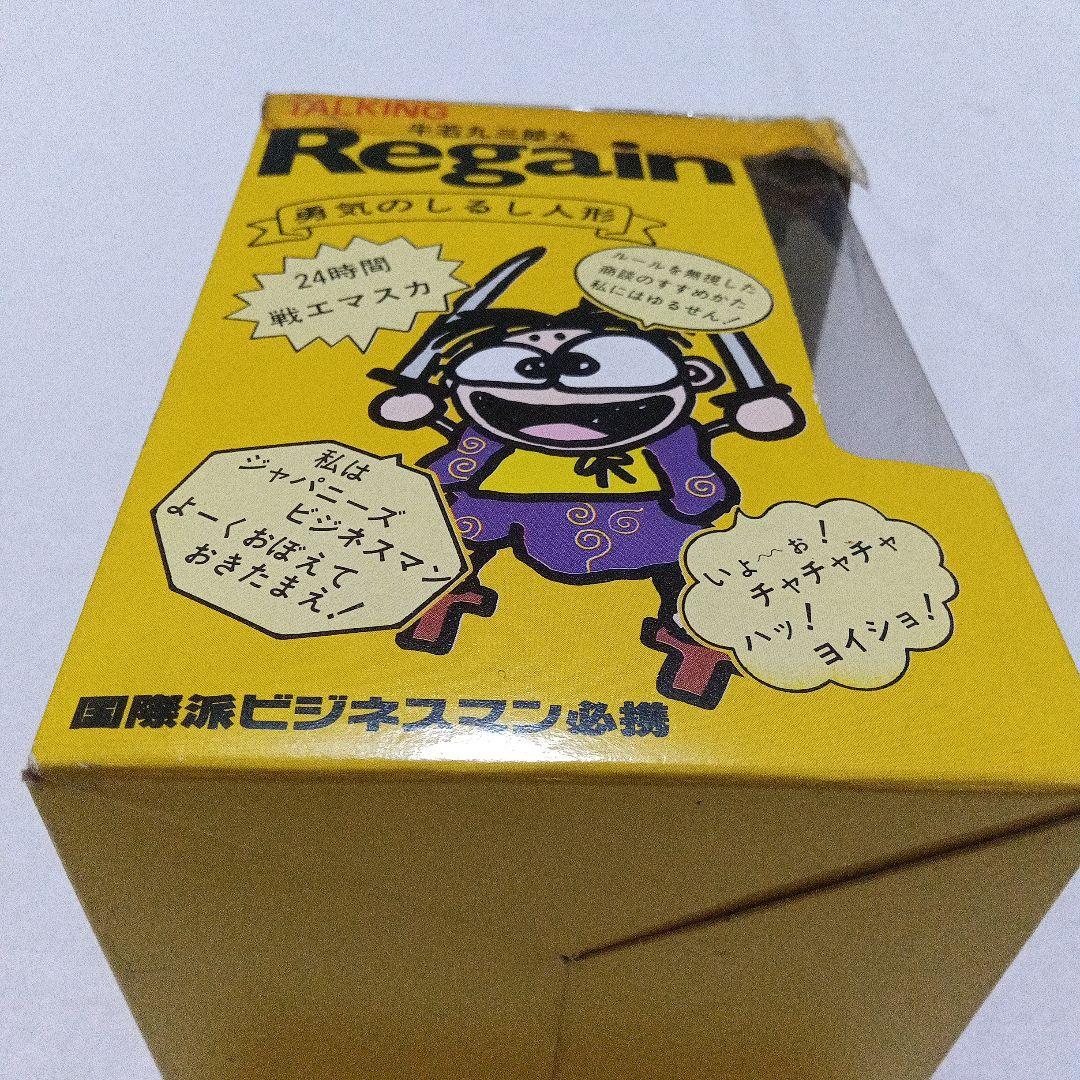 TALKING
牛若丸三郎太
Regain
勇気のしるし人形
24時間
戦エマスカ
ルールを無視した
商談のすすめかた
私にはゆるせん!
私は
ジャパニーズ
ビジネスマン
よーくおぼえて
おきたまえ!
いよ〜ぉ!
チャチャチャ
ハッ!
ヨイショ!
国際派ビジネスマン必携